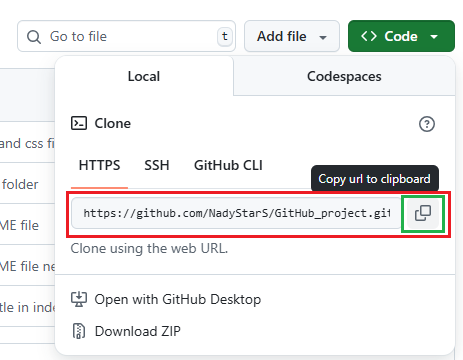 Go to file
t
Add file
<> Code
Local
Codespaces
and css fi
Clone
folder
HTTPS
SSH
GitHub CLI
Copy url to clipboard
ME file
https://github.com/NadyStarS/GitHub_project.git
Clone using the web URL.
ME file ne
Open with GitHub Desktop
tle in inde
Download ZIP